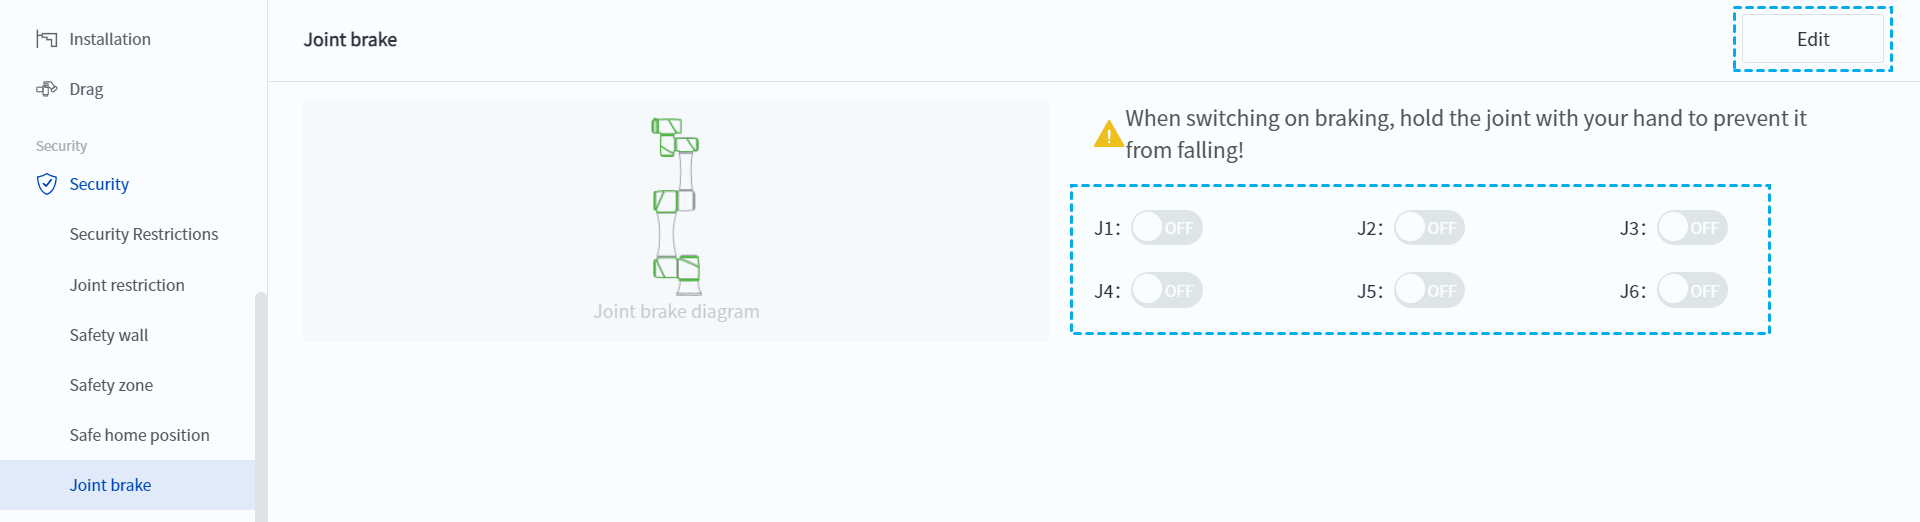 Installation
Drag
Security
Security
Security Restrictions
Joint restriction
Safety wall
Safety zone
Safe home position
Joint brake
Joint brake
Edit
Joint brake diagram
When switching on braking, hold the joint with your hand to prevent it
from falling!
J1: OFF J2: OFF J3: OFF
J4: OFF J5: OFF J6: OFF